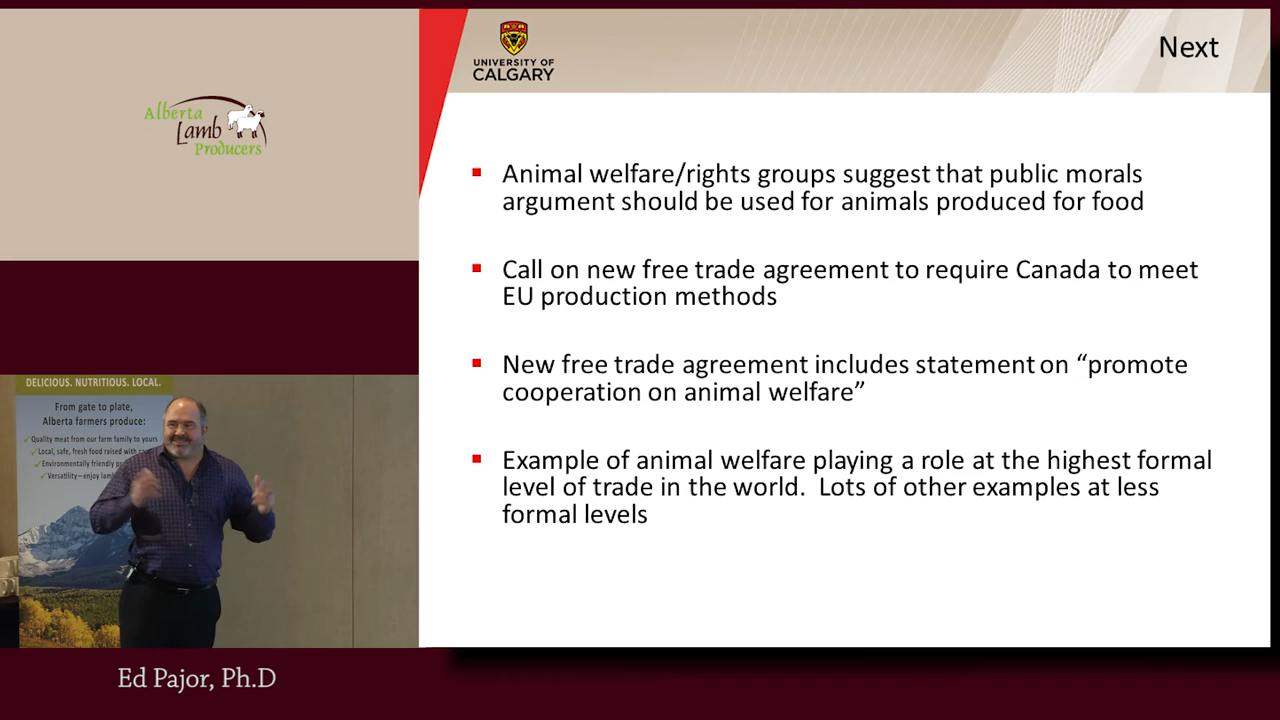 Alberta
Lamb
Producers
UNIVERSITY OF
CALGARY
Next
Animal welfare/rights groups suggest that public morals
argument should be used for animals produced for food
Call on new free trade agreement to require Canada to meet
EU production methods
New free trade agreement includes statement on “promote
cooperation on animal welfare”
Example of animal welfare playing a role at the highest formal
level of trade in the world. Lots of other examples at less
formal levels
DELICIOUS. NUTRITIOUS. LOCAL.
From gate to plate,
Alberta farmers produce:
Quality meat from our farm family to yours
Local, safe, fresh food raised with
Environmentally friendly
Versatility—enjoy
Ed Pajor, Ph.D